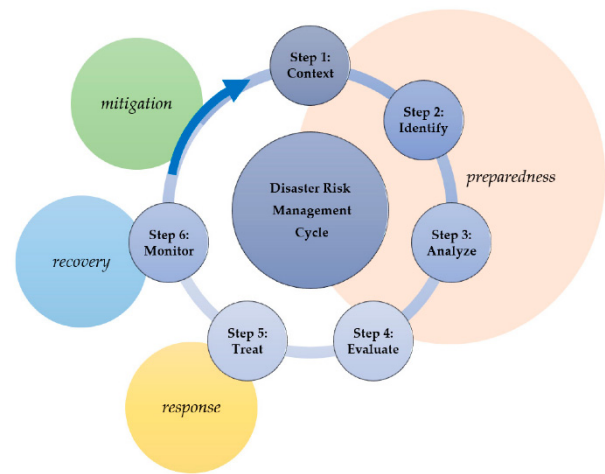 Step 1:
Context
mitigation
Step 2:
Identify
preparedness
Disaster Risk
Management
Cycle
Step 3:
Analyze
Step 6:
Monitor
recovery
Step 5:
Treat
Step 4:
Evaluate
response